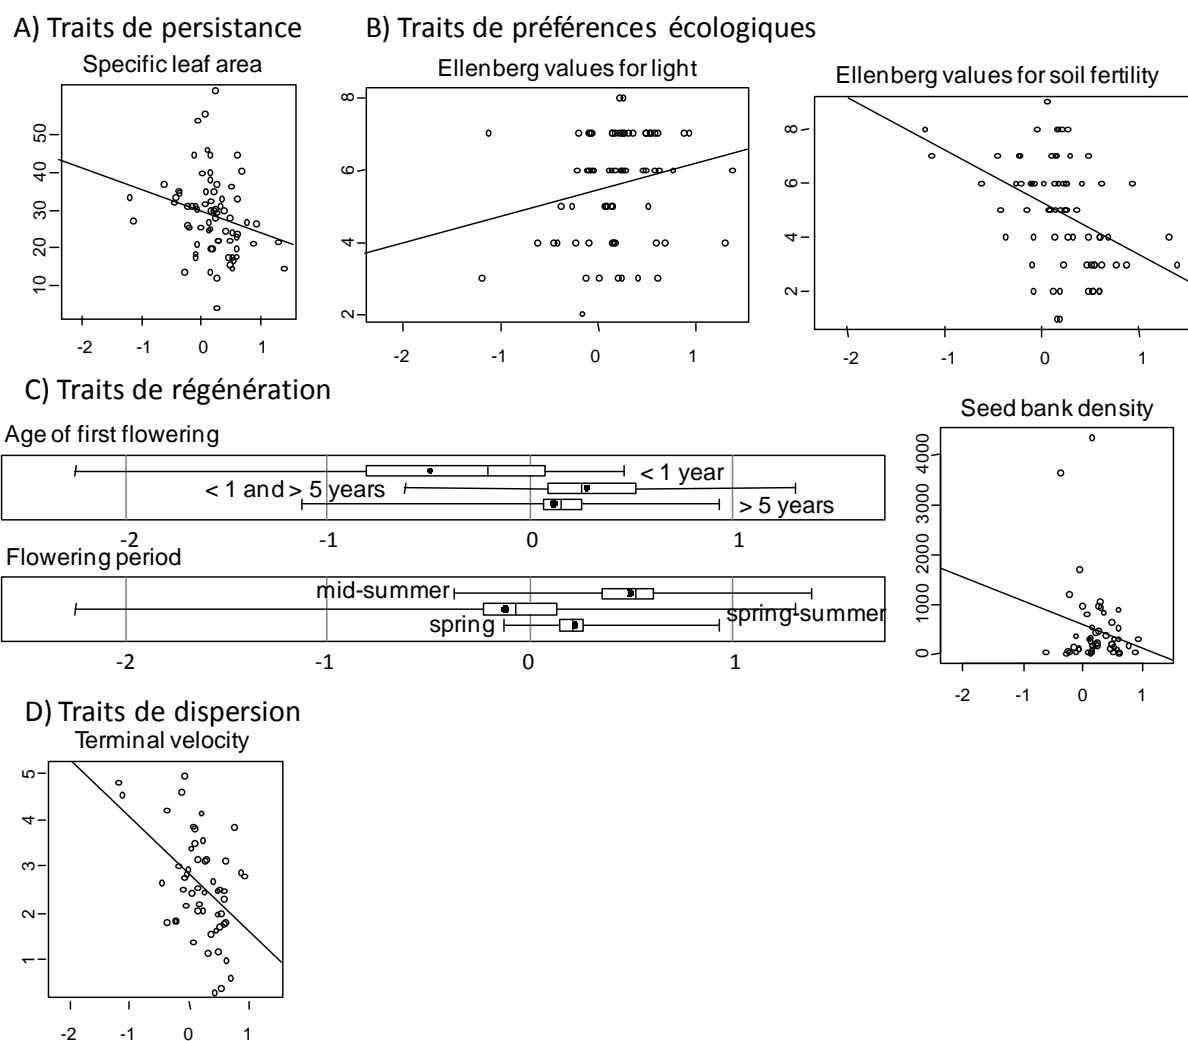 A) Traits de persistance
B) Traits de préférences écologiques
Specific leaf area
50
40
30
20
10
-2 -1 0 1
Ellenberg values for light
8
6
4
2
-2 -1 0 1
Ellenberg values for soil fertility
8
6
4
2
-2 -1 0 1
C) Traits de régénération
Age of first flowering
< 1 year
< 1 and > 5 years
> 5 years
-2 -1 0 1
Flowering period
mid-summer
spring-summer
spring
-2 -1 0 1
Seed bank density
4000
3000
2000
1000
0
-2 -1 0 1
D) Traits de dispersion
Terminal velocity
5
4
3
2
1
-2 -1 0 1